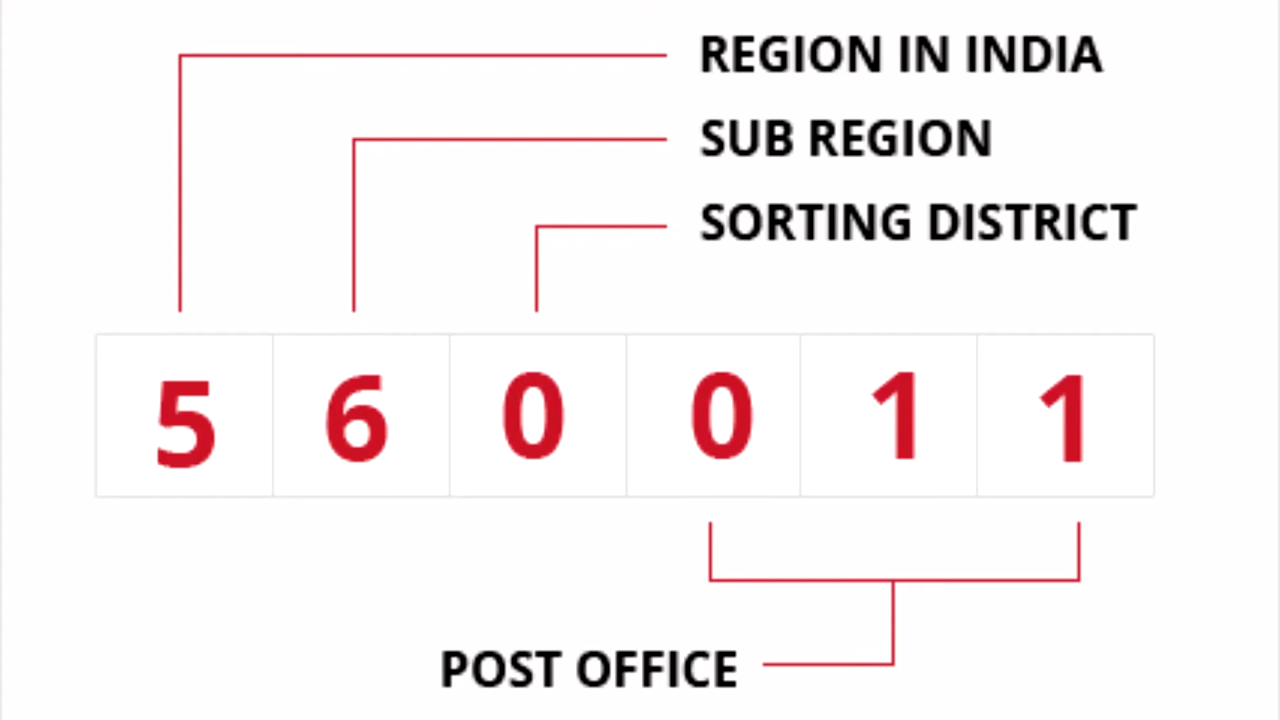 REGION IN INDIA
SUB REGION
SORTING DISTRICT
5 6 0 0 1 1
POST OFFICE